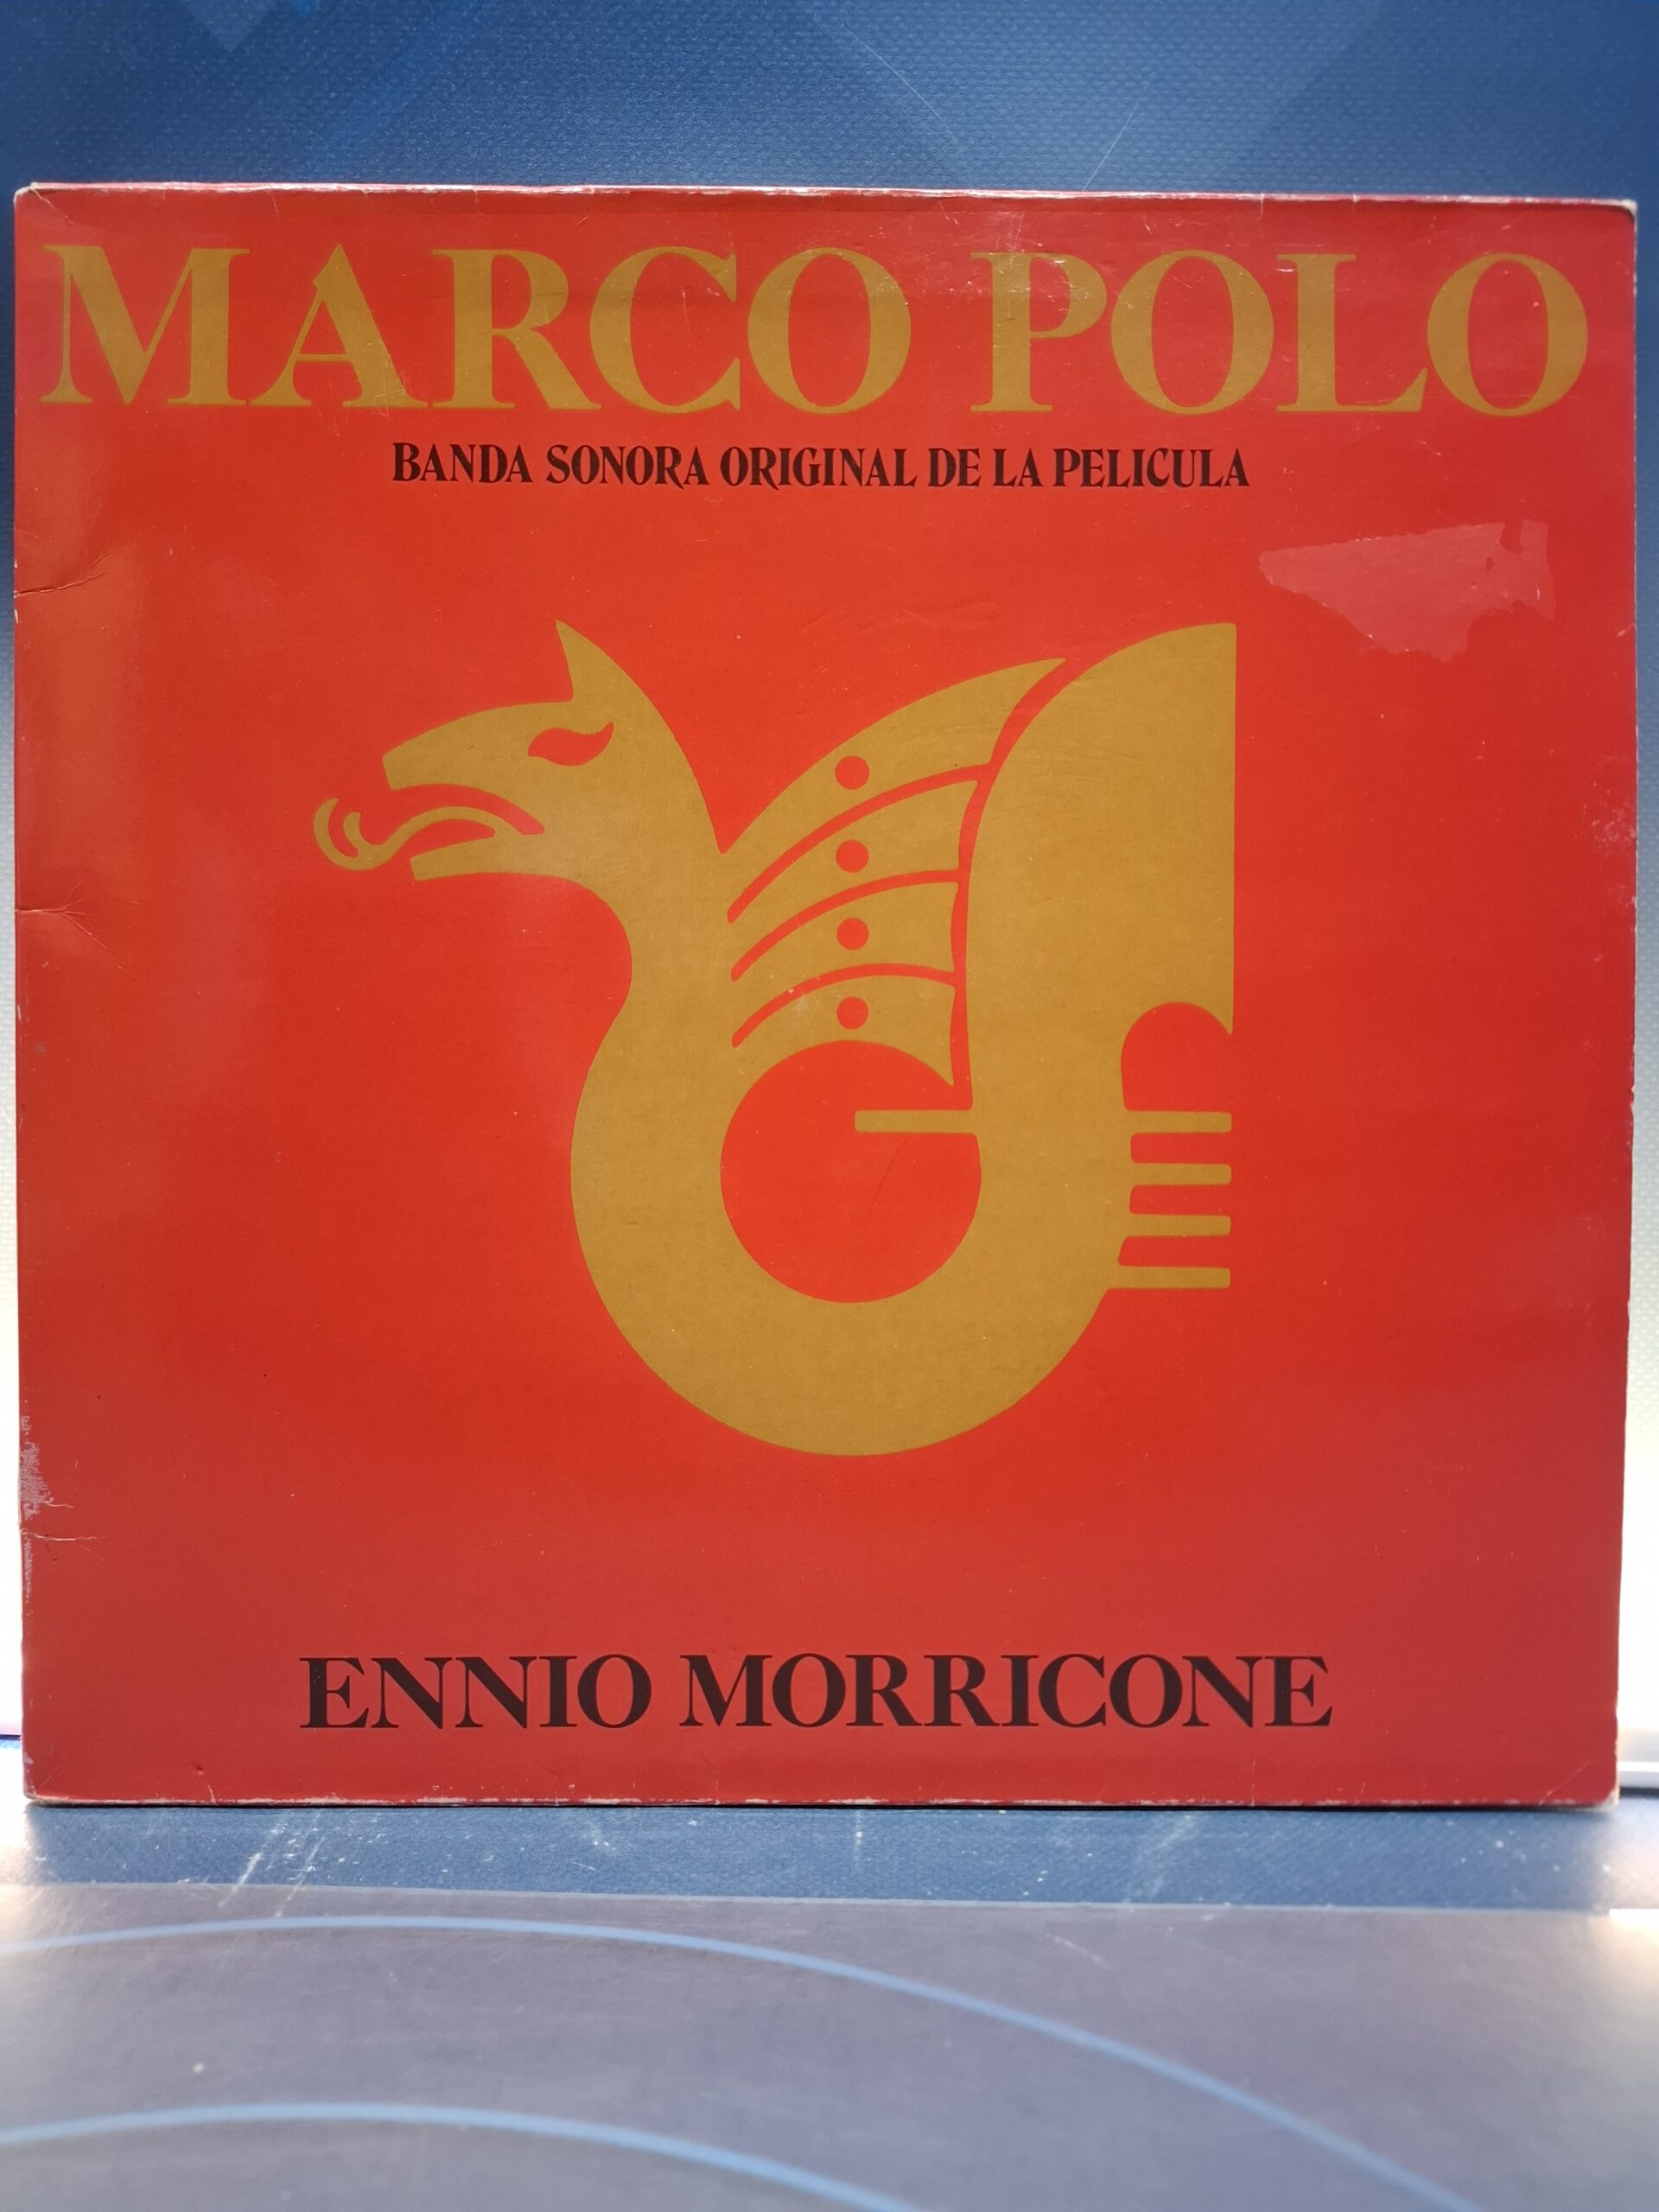 MARCO POLO
BANDA SONORA ORIGINAL DE LA PELICULA
ENNIO MORRICONE